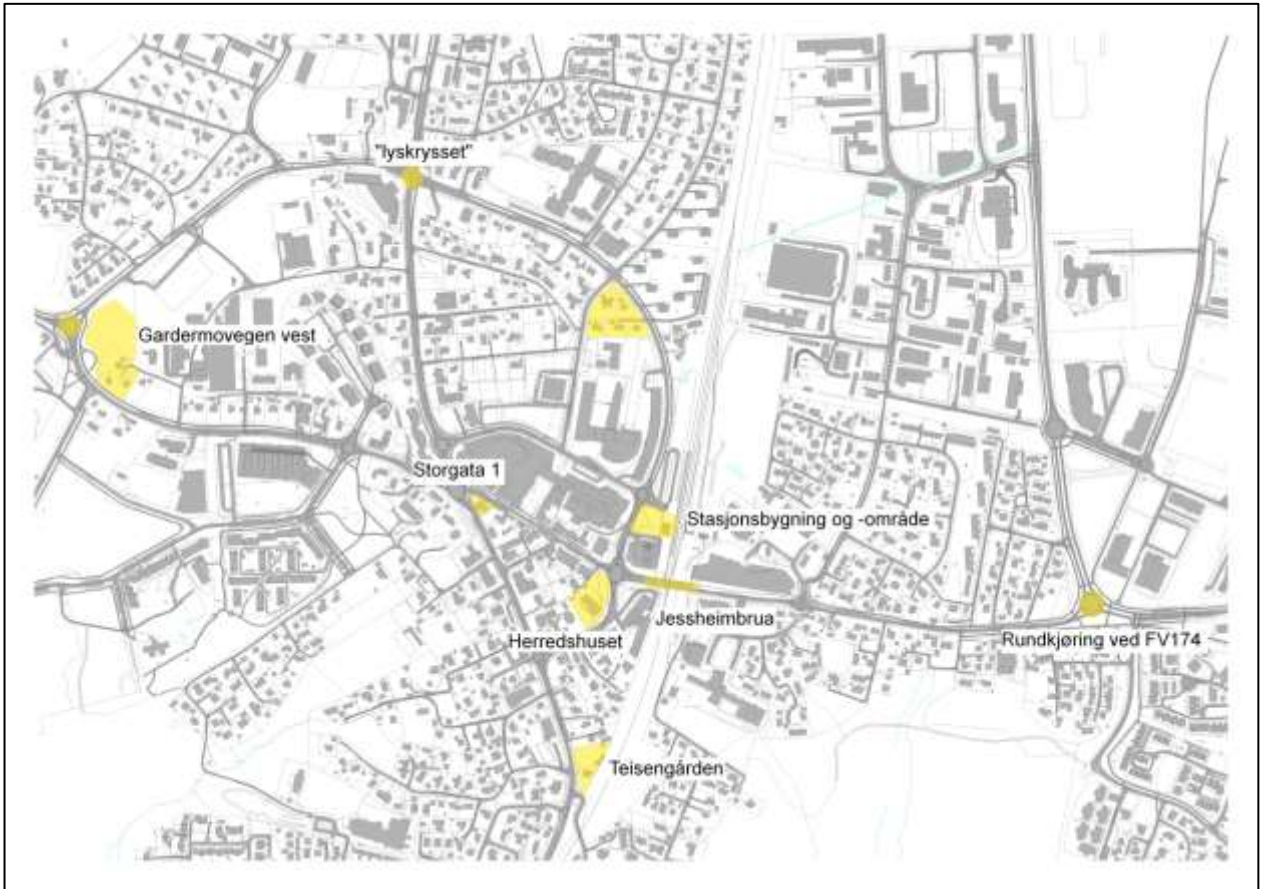 "lyskrysset"
Gardermovegen vest
Storgata 1
Stasjonsbygning og -område
Jessheimbrua
Herredshuset
Rundkjøring ved FV174
Teisengården